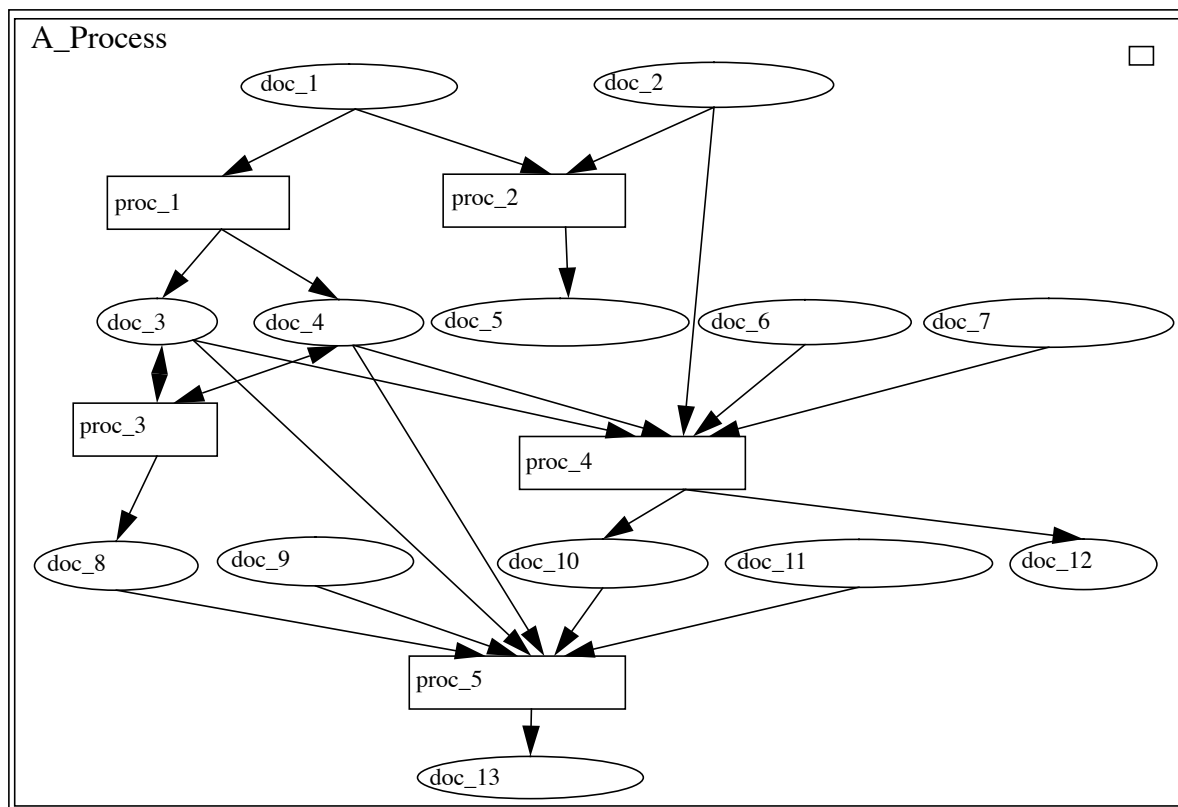 A_Process
doc_1
doc_2
proc_1
proc_2
doc_3
doc_4
doc_5
doc_6
doc_7
proc_3
proc_4
doc_8
doc_9
doc_10
doc_11
doc_12
proc_5
doc_13